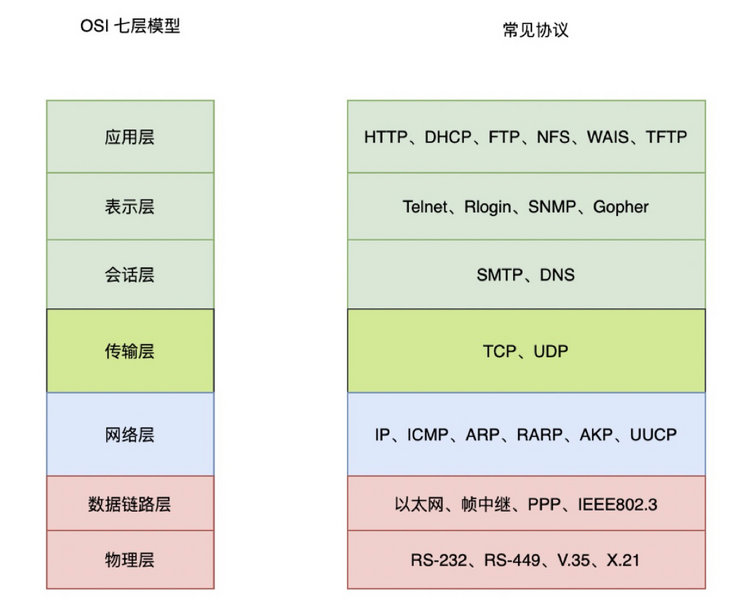 OSI 七层模型
常见协议
应用层
HTTP、DHCP、FTP、NFS、WAIS、TFTP
表示层
Telnet、Rlogin、SNMP、Gopher
会话层
SMTP、DNS
传输层
TCP、UDP
网络层
IP、ICMP、ARP、RARP、AKP、UUCP
数据链路层
以太网、帧中继、PPP、IEEE802.3
物理层
RS-232、RS-449、V.35、X.21